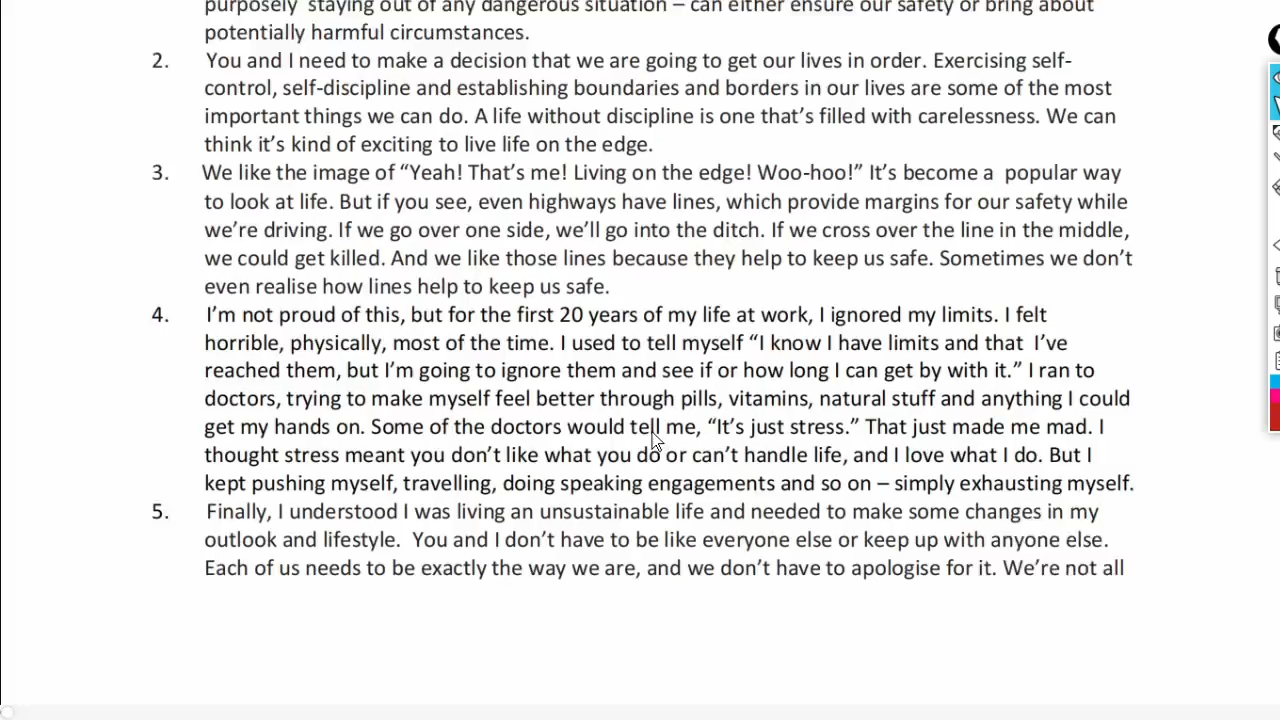 purposely staying out of any dangerous situation – can either ensure our safety or bring about
potentially harmful circumstances.
2. You and I need to make a decision that we are going to get our lives in order. Exercising self-
control, self-discipline and establishing boundaries and borders in our lives are some of the most
important things we can do. A life without discipline is one that’s filled with carelessness. We can
think it’s kind of exciting to live life on the edge.
3. We like the image of “Yeah! That’s me! Living on the edge! Woo-hoo!” It’s become a popular way
to look at life. But if you see, even highways have lines, which provide margins for our safety while
we’re driving. If we go over one side, we’ll go into the ditch. If we cross over the line in the middle,
we could get killed. And we like those lines because they help to keep us safe. Sometimes we don’t
even realise how lines help to keep us safe.
4. I’m not proud of this, but for the first 20 years of my life at work, I ignored my limits. I felt
horrible, physically, most of the time. I used to tell myself “I know I have limits and that I’ve
reached them, but I’m going to ignore them and see if or how long I can get by with it.” I ran to
doctors, trying to make myself feel better through pills, vitamins, natural stuff and anything I could
get my hands on. Some of the doctors would tell me, “It’s just stress.” That just made me mad. I
thought stress meant you don’t like what you do or can’t handle life, and I love what I do. But I
kept pushing myself, travelling, doing speaking engagements and so on – simply exhausting myself.
5. Finally, I understood I was living an unsustainable life and needed to make some changes in my
outlook and lifestyle. You and I don’t have to be like everyone else or keep up with anyone else.
Each of us needs to be exactly the way we are, and we don’t have to apologise for it. We’re not all